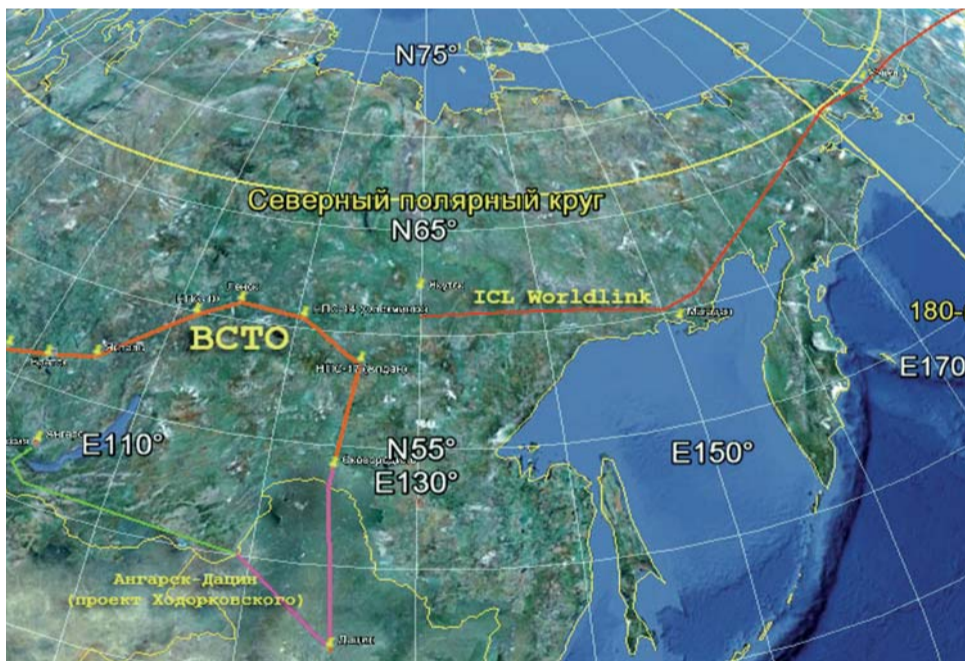 N75°
Северный полярный круг
N65°
Ленск
Якутск
ICL Worldlink
Магадан
ВСТО
180-
E170°
E110°
N55°
E130°
E150°
Сковородино
Ангарск-Дацин
(проект Ходорковского)
Дацин